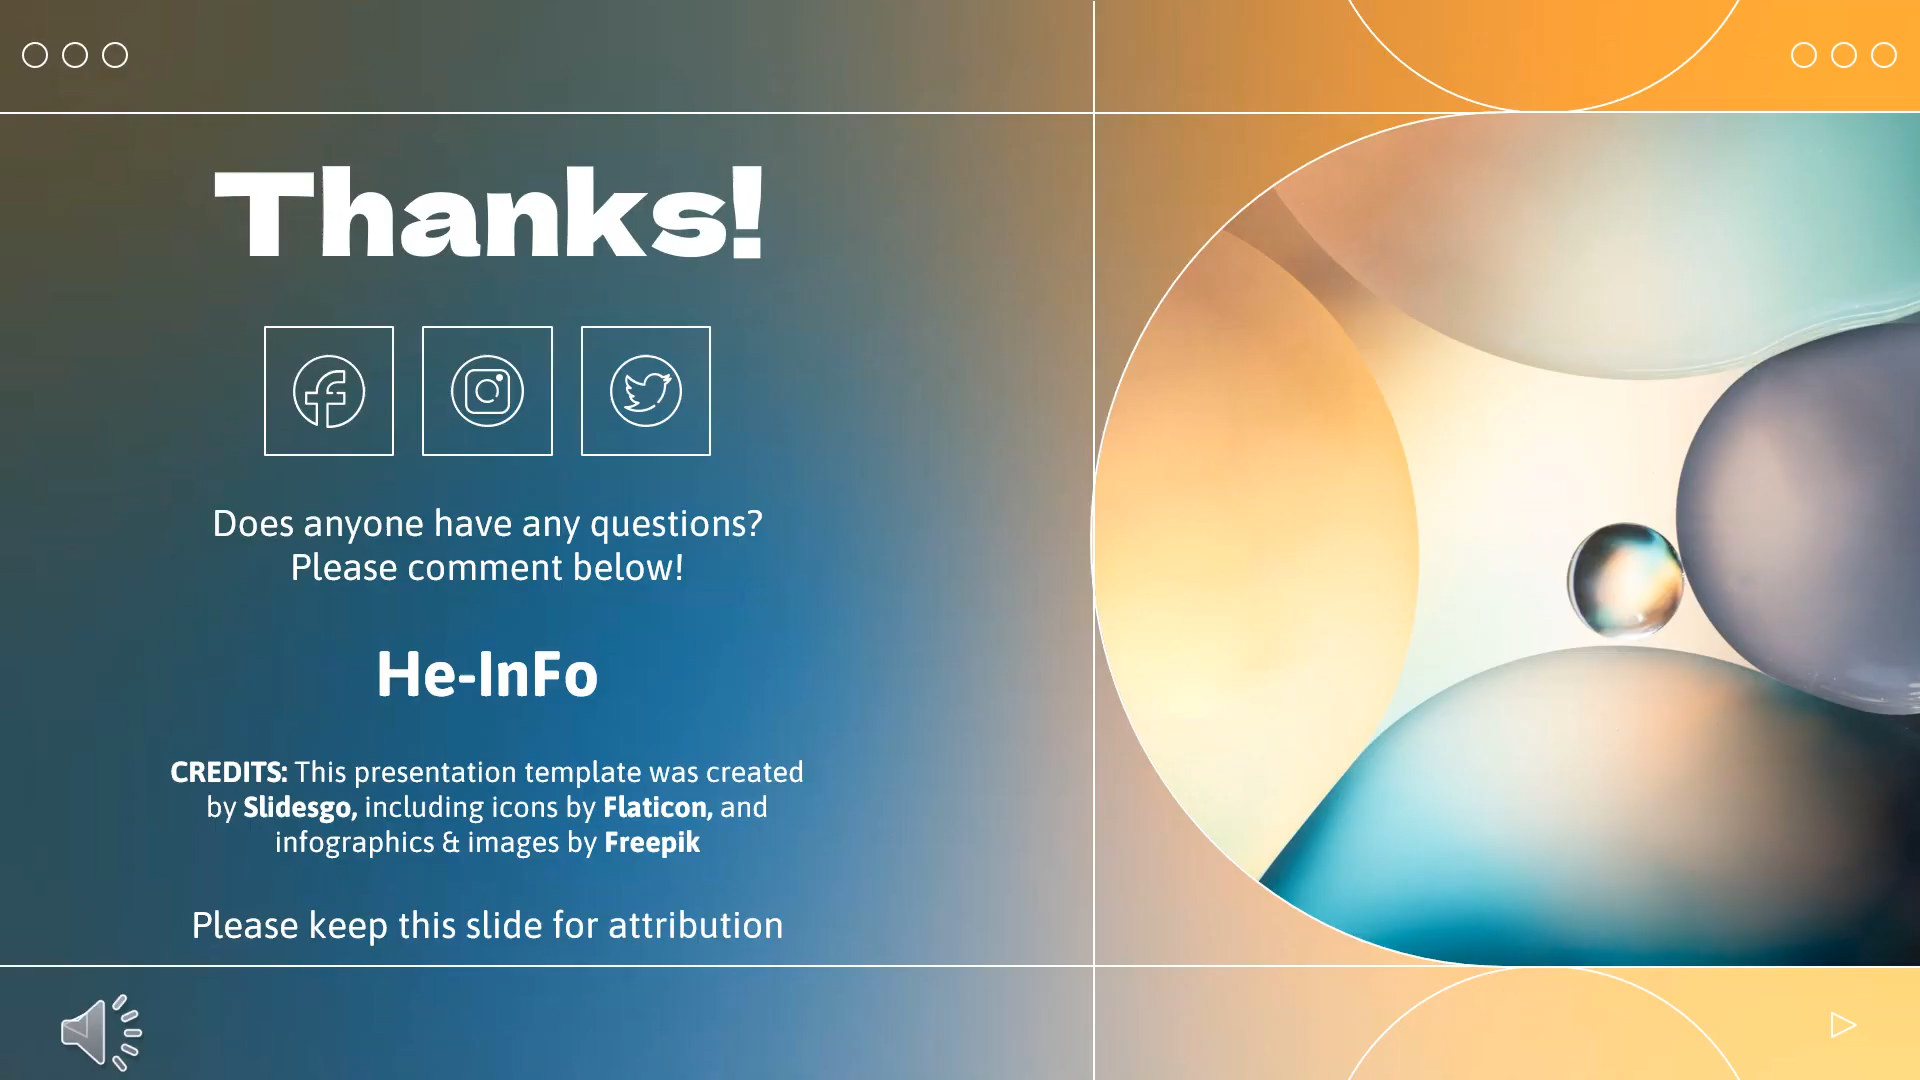 Thanks!
Does anyone have any questions?
Please comment below!
He-InFo
CREDITS: This presentation template was created
by Slidesgo, including icons by Flaticon, and
infographics & images by Freepik
Please keep this slide for attribution